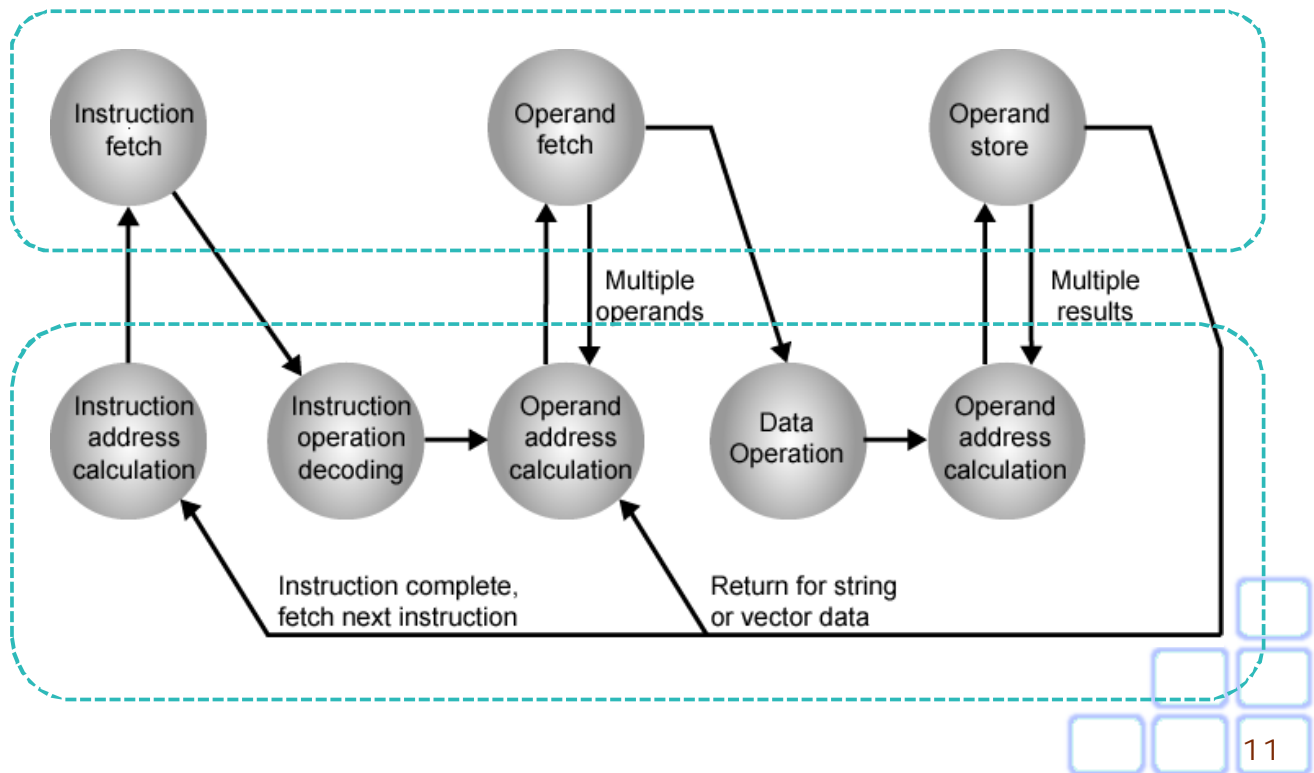 Instruction
fetch
Operand
fetch
Operand
store
Multiple
operands
Multiple
results
Instruction
address
calculation
Instruction
operation
decoding
Operand
address
calculation
Data
Operation
Operand
address
calculation
Instruction complete,
fetch next instruction
Return for string
or vector data
11